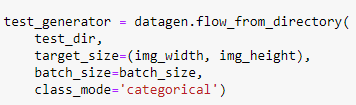 test_generator = datagen.flow_from_directory(
    test_dir,
    target_size=(img_width, img_height),
    batch_size=batch_size,
    class_mode='categorical')